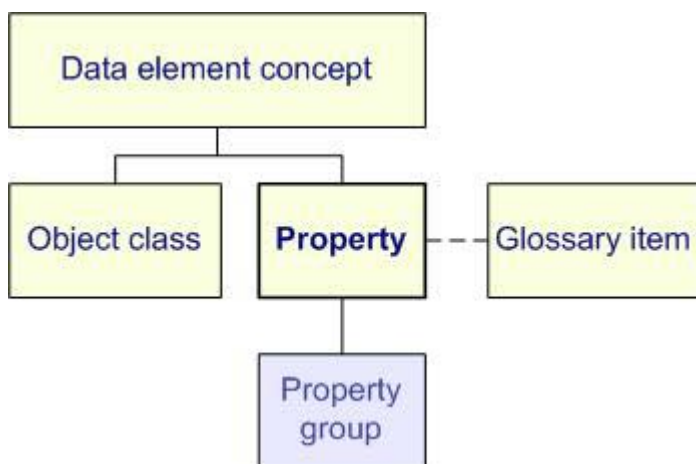 Data element concept
Object class
Property
Glossary item
Property
group